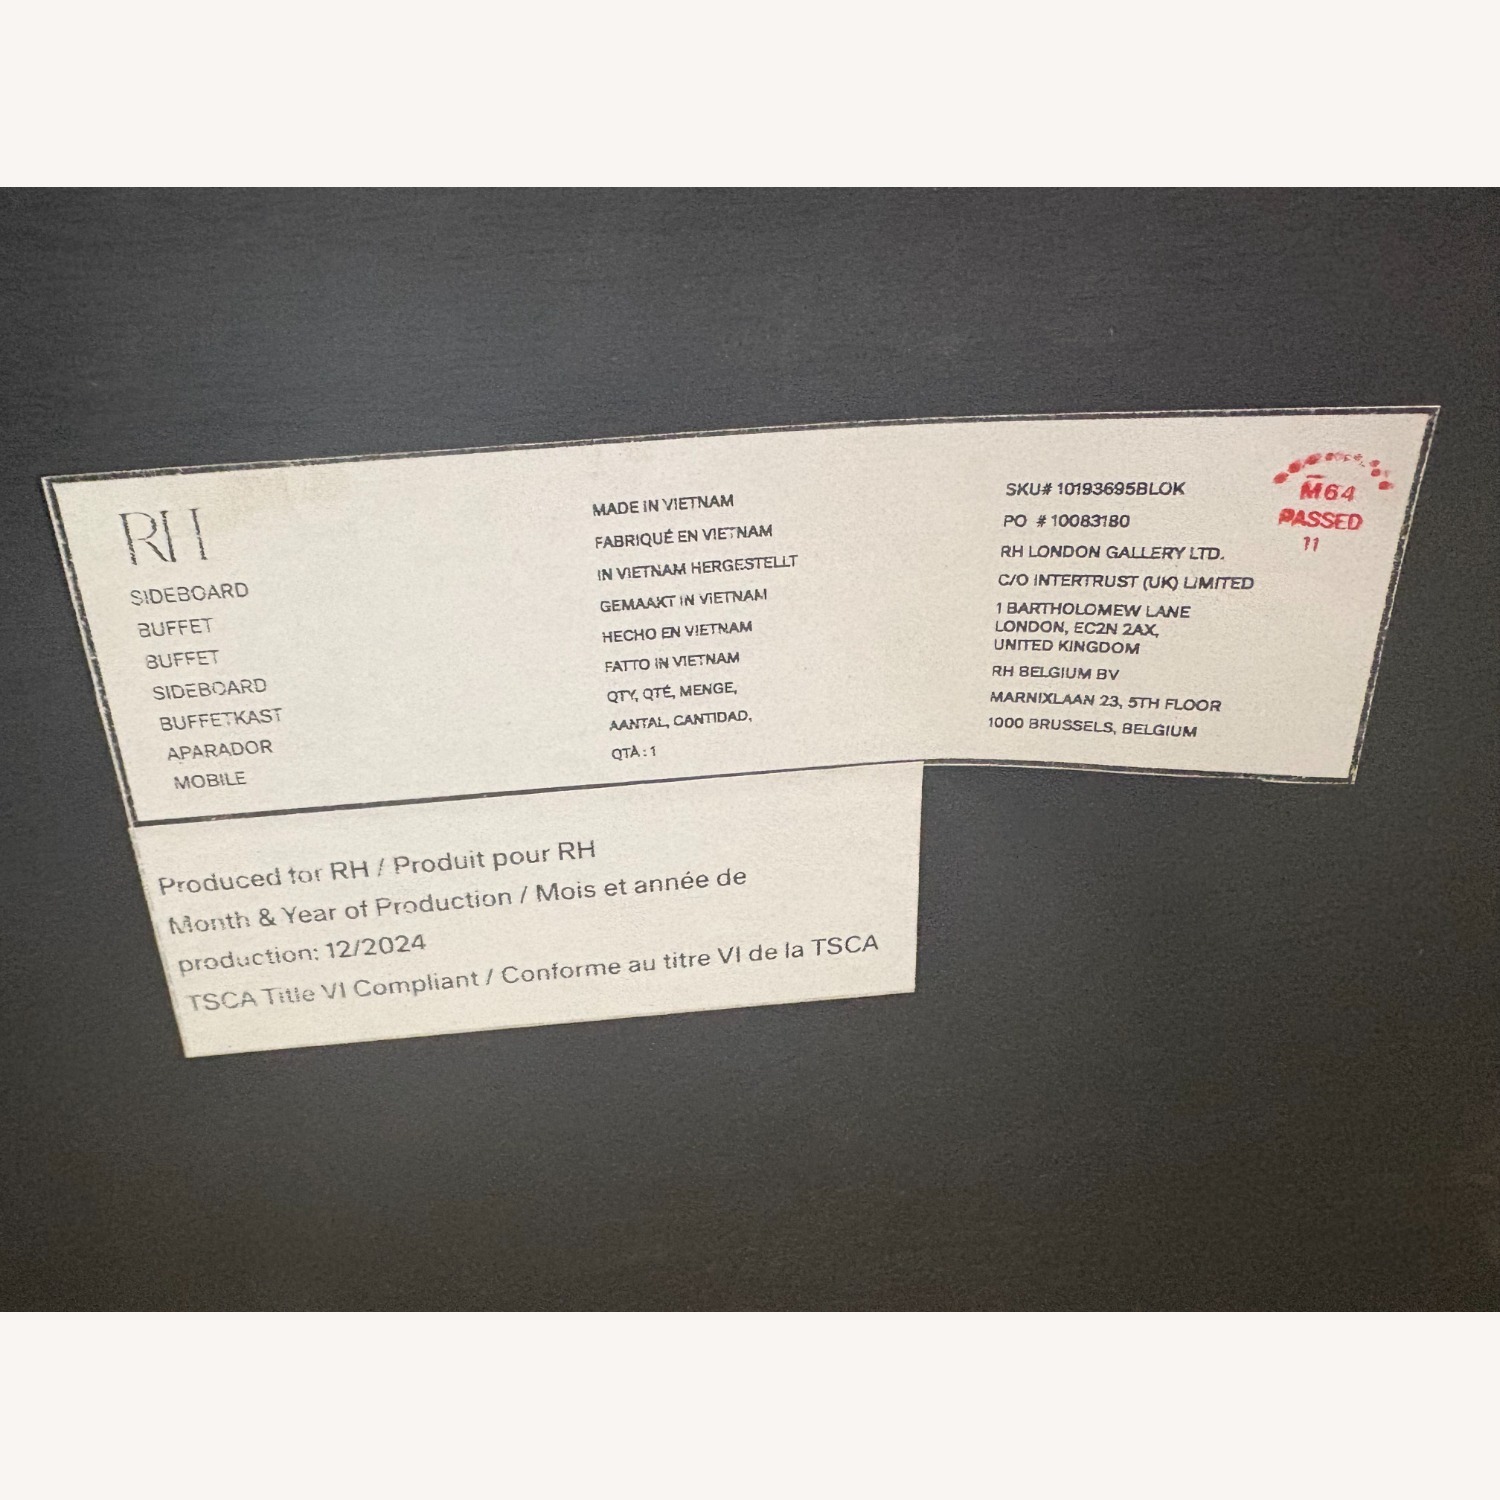 RH
SIDEBOARD
BUFFET
BUFFET
SIDEBOARD
BUFFETKAST
APARADOR
MOBILE
MADE IN VIETNAM
FABRIQUÉ EN VIETNAM
IN VIETNAM HERGESTELLT
GEMAAKT IN VIETNAM
HECHO EN VIETNAM
FATTO IN VIETNAM
QTY, QTÉ, MENGE,
AANTAL, CANTIDAD,
QTÀ : 1
SKU# 10193695BLOK
PO # 10083180
RH LONDON GALLERY LTD.
C/O INTERTRUST (UK) LIMITED
1 BARTHOLOMEW LANE
LONDON, EC2N 2AX,
UNITED KINGDOM
RH BELGIUM BV
MARNIXLAAN 23, 5TH FLOOR
1000 BRUSSELS, BELGIUM
M64
PASSED
11
Produced for RH / Produit pour RH
Month & Year of Production / Mois et année de
production: 12/2024
TSCA Title VI Compliant / Conforme au titre VI de la TSCA